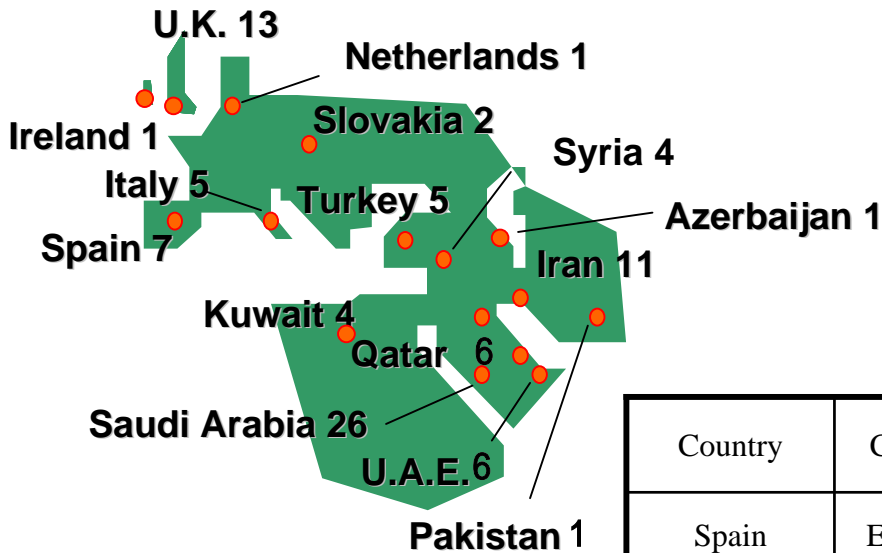 U.K. 13
Netherlands 1
Ireland 1
Slovakia 2
Syria 4
Italy 5
Turkey 5
Azerbaijan 1
Spain 7
Iran 11
Kuwait 4
Qatar 6
Saudi Arabia 26
U.A.E. 6
Pakistan 1
Country
C
Spain
E